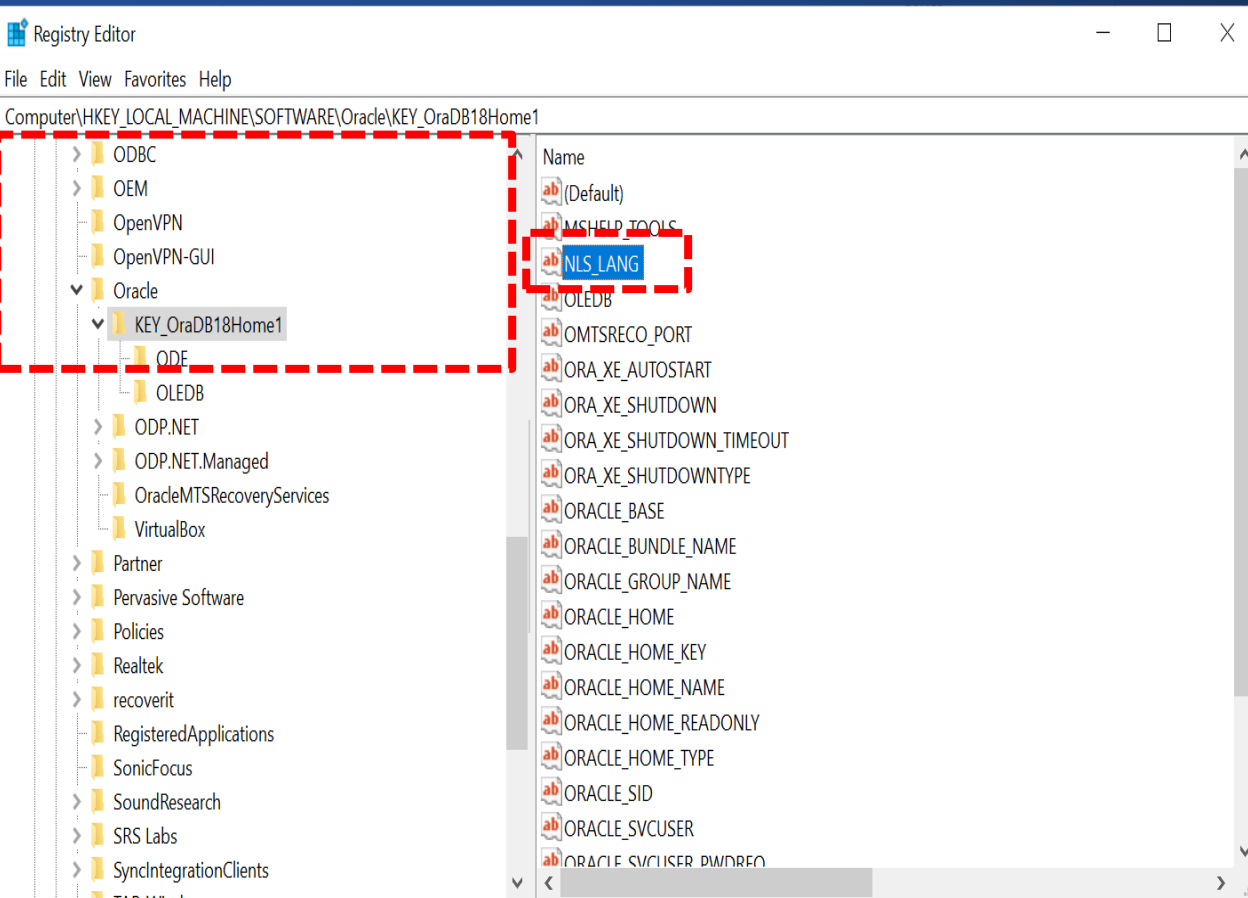 Registry Editor
File Edit View Favorites Help
Computer\HKEY_LOCAL_MACHINE\SOFTWARE\Oracle\KEY_OraDB18Home1
ODBC
OEM
OpenVPN
OpenVPN-GUI
Oracle
KEY_OraDB18Home1
ODE
OLEDB
ODP.NET
ODP.NET.Managed
OracleMTSRecoveryServices
VirtualBox
Partner
Pervasive Software
Policies
Realtek
recoverit
RegisteredApplications
SonicFocus
SoundResearch
SRS Labs
SyncIntegrationClients
Name
(Default)
MSHELP_TOOLS
NLS_LANG
OLEDB
OMTSRECO_PORT
ORA_XE_AUTOSTART
ORA_XE_SHUTDOWN
ORA_XE_SHUTDOWN_TIMEOUT
ORA_XE_SHUTDOWNTYPE
ORACLE_BASE
ORACLE_BUNDLE_NAME
ORACLE_GROUP_NAME
ORACLE_HOME
ORACLE_HOME_KEY
ORACLE_HOME_NAME
ORACLE_HOME_READONLY
ORACLE_HOME_TYPE
ORACLE_SID
ORACLE_SVCUSER
ORACLE_SVCUSER_PWDREQ